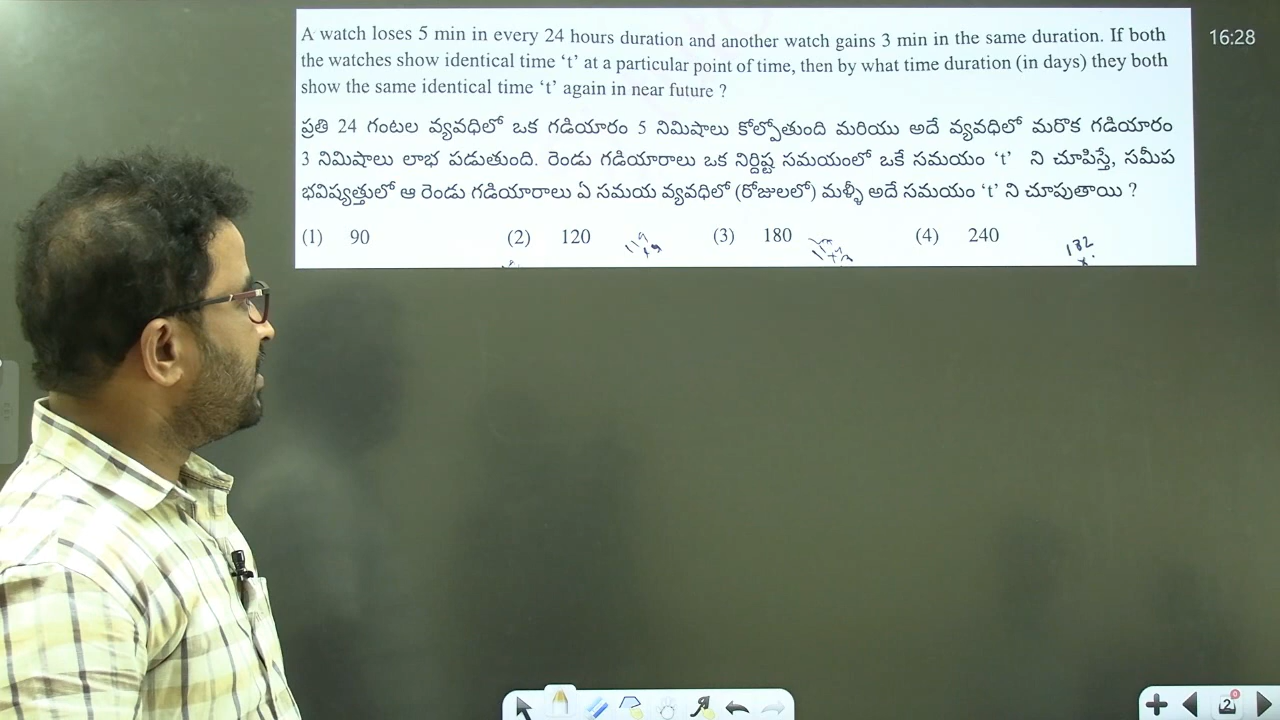 A watch loses 5 min in every 24 hours duration and another watch gains 3 min in the same duration. If both
the watches show identical time ‘t’ at a particular point of time, then by what time duration (in days) they both
show the same identical time ‘t’ again in near future ?
ప్రతి 24 గంటల వ్యవధిలో ఒక గడియారం 5 నిమిషాలు కోల్పోతుంది మరియు అదే వ్యవధిలో మరొక గడియారం
3 నిమిషాలు లాభ పడుతుంది. రెండు గడియారాలు ఒక నిర్దిష్ట సమయంలో ఒకే సమయం ‘t’ ని చూపిస్తే, సమీప
భవిష్యత్తులో ఆ రెండు గడియారాలు ఏ సమయ వ్యవధిలో (రోజులలో) మళ్ళీ అదే సమయం ‘t’ ని చూపుతాయి ?
(1) 90 (2) 120 (3) 180 (4) 240
16:28
2